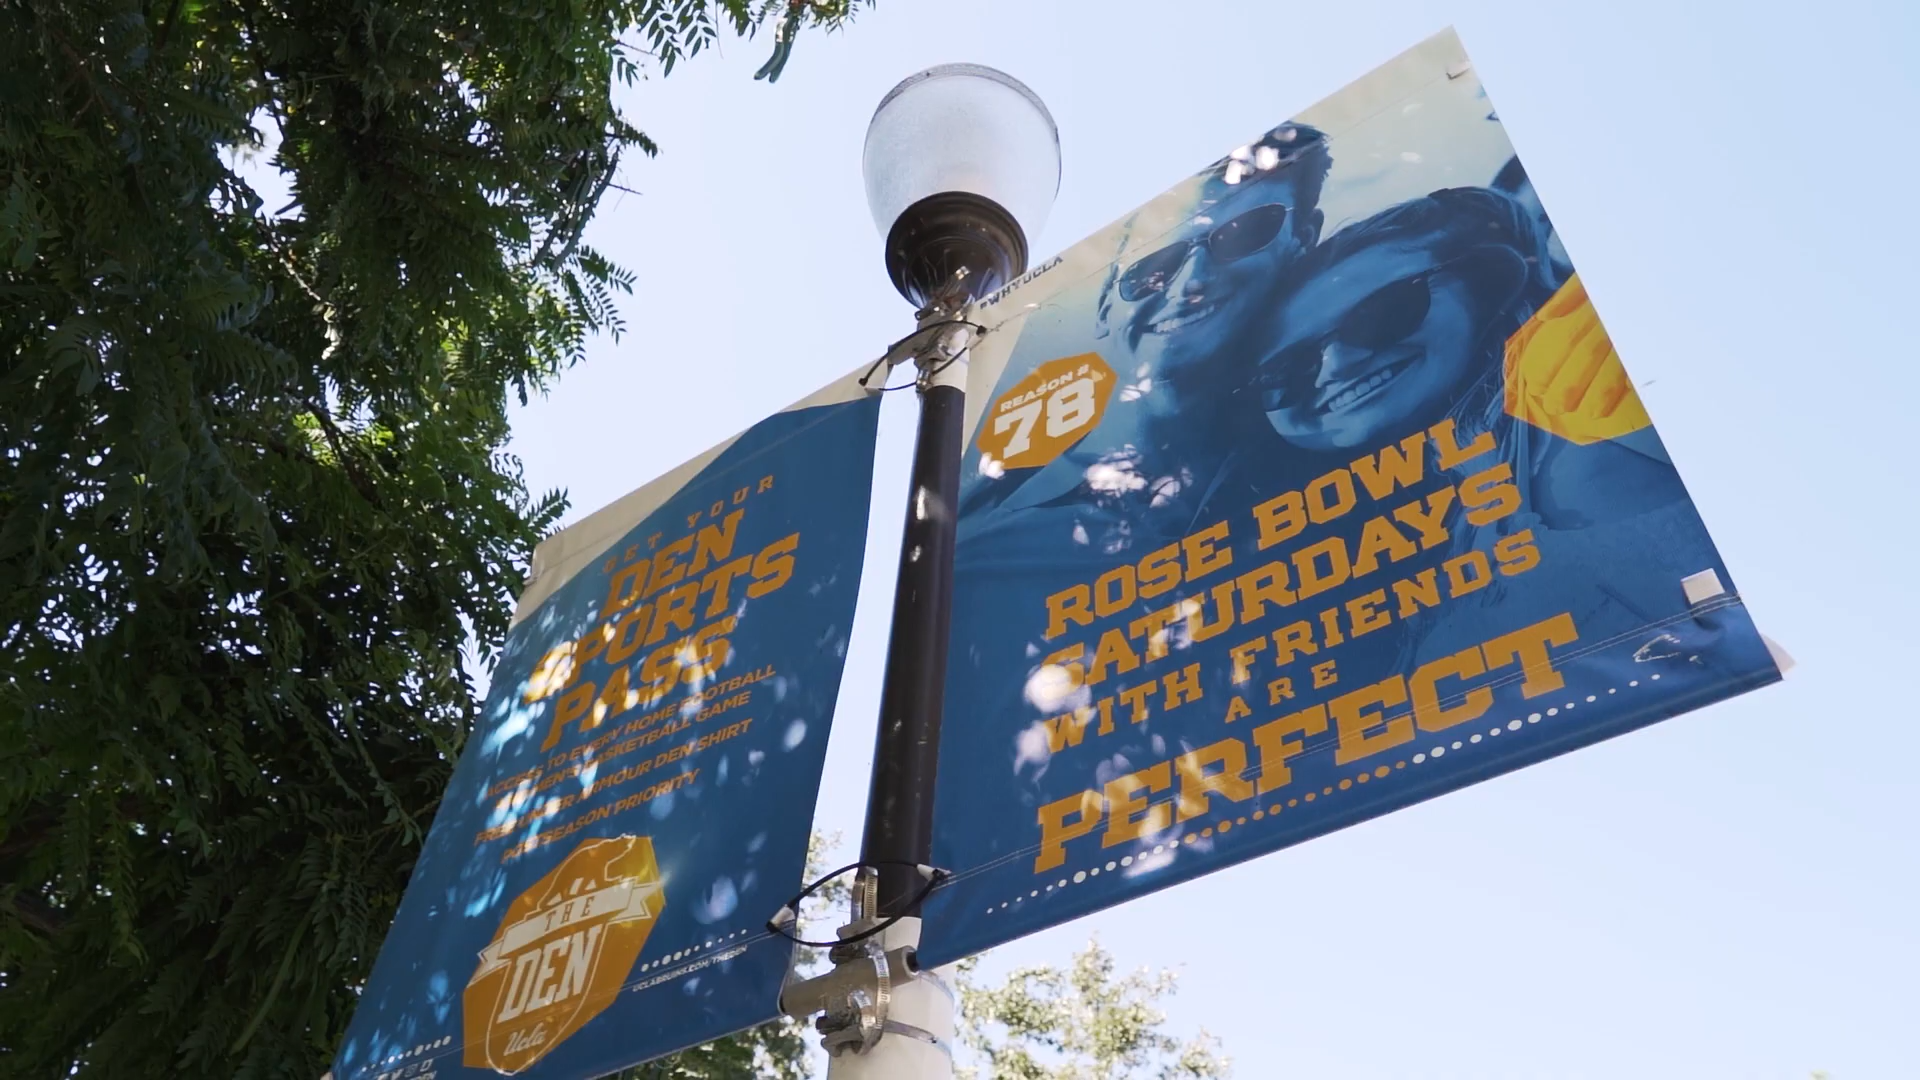 GET YOUR
DEN
SPORTS
PASS
ACCESS TO EVERY HOME FOOTBALL
MEN'S BASKETBALL GAME
FREE UNDER ARMOUR DEN SHIRT
POSTSEASON PRIORITY
THE
DEN
Ucla
UCLABRUINS.COM/THEDEN
#WHYUCLA
REASON #
78
ROSE BOWL
SATURDAYS
WITH FRIENDS
ARE
PERFECT